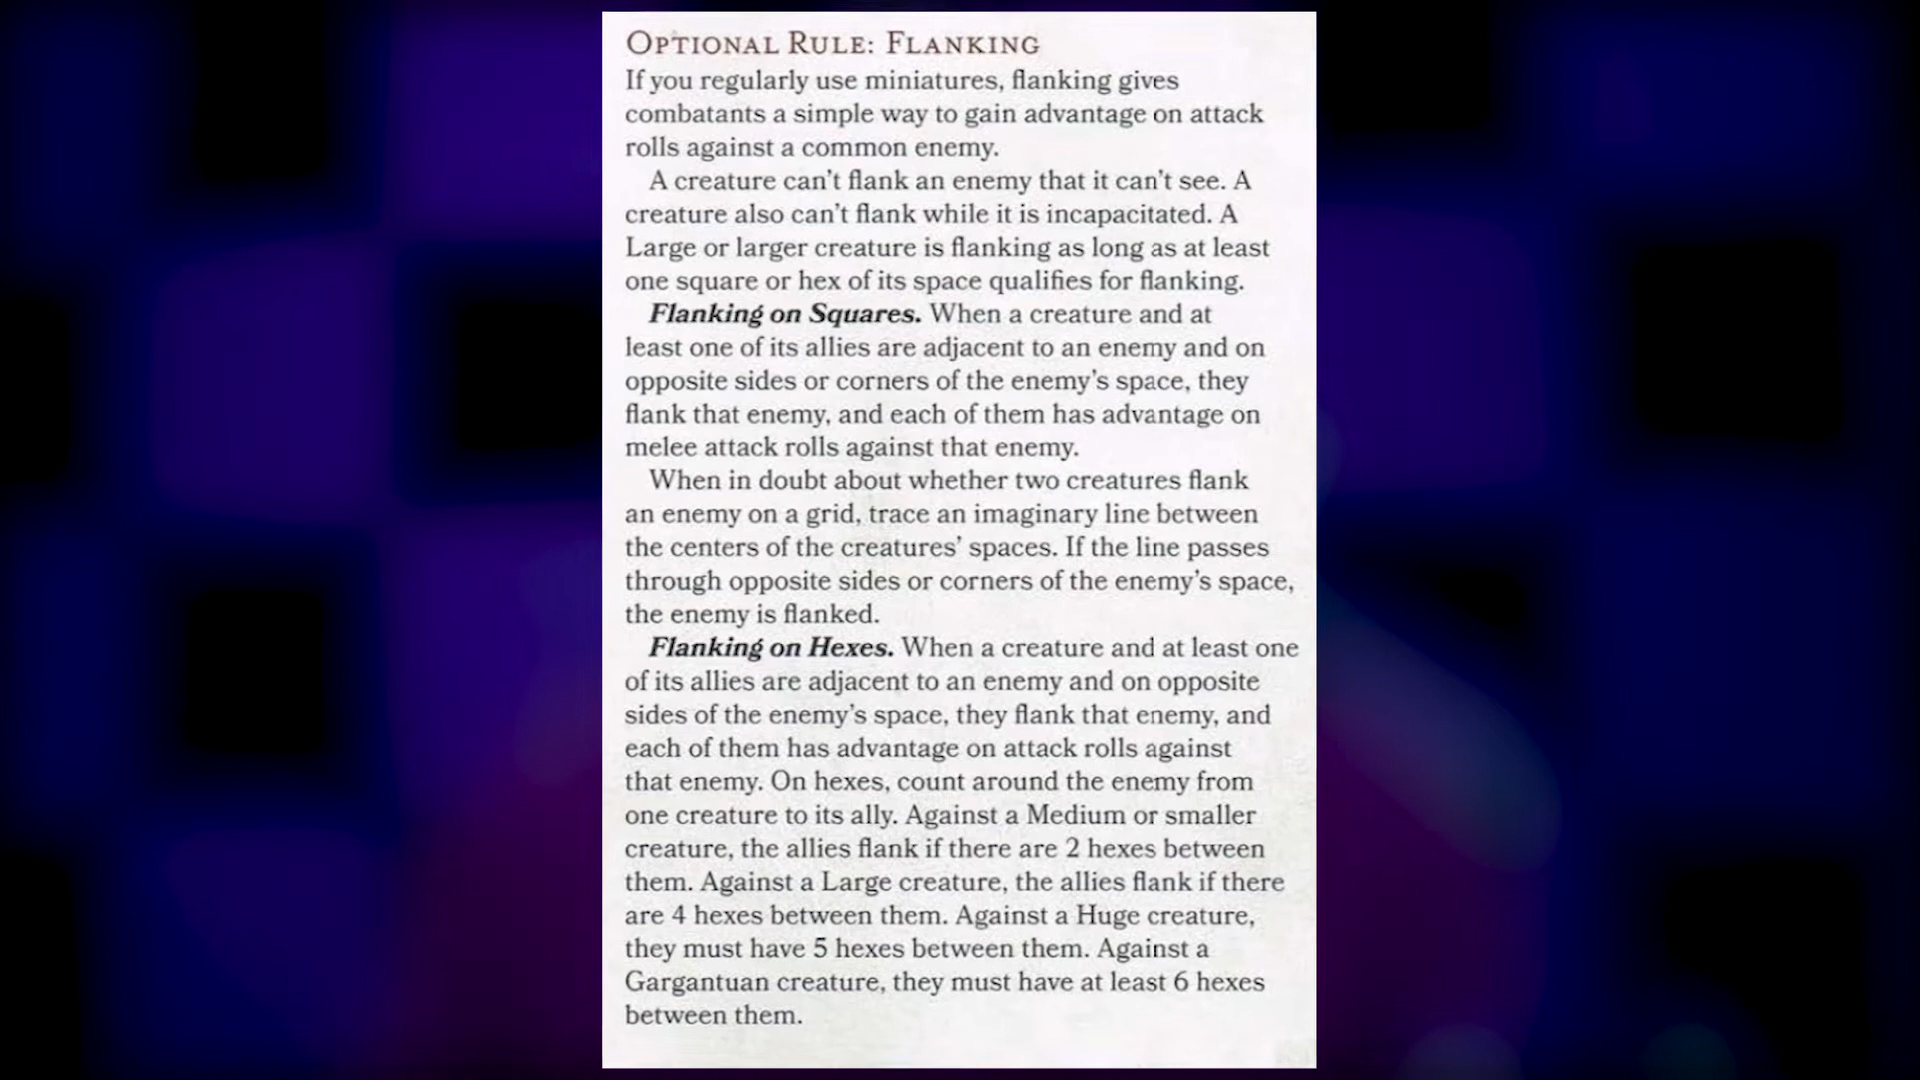 OPTIONAL RULE: FLANKING
If you regularly use miniatures, flanking gives
combatants a simple way to gain advantage on attack
rolls against a common enemy.
A creature can't flank an enemy that it can't see. A
creature also can't flank while it is incapacitated. A
Large or larger creature is flanking as long as at least
one square or hex of its space qualifies for flanking.
Flanking on Squares. When a creature and at
least one of its allies are adjacent to an enemy and on
opposite sides or corners of the enemy's space, they
flank that enemy, and each of them has advantage on
melee attack rolls against that enemy.
When in doubt about whether two creatures flank
an enemy on a grid, trace an imaginary line between
the centers of the creatures' spaces. If the line passes
through opposite sides or corners of the enemy's space,
the enemy is flanked.
Flanking on Hexes. When a creature and at least one
of its allies are adjacent to an enemy and on opposite
sides of the enemy's space, they flank that enemy, and
each of them has advantage on attack rolls against
that enemy. On hexes, count around the enemy from
one creature to its ally. Against a Medium or smaller
creature, the allies flank if there are 2 hexes between
them. Against a Large creature, the allies flank if there
are 4 hexes between them. Against a Huge creature,
they must have 5 hexes between them. Against a
Gargantuan creature, they must have at least 6 hexes
between them.